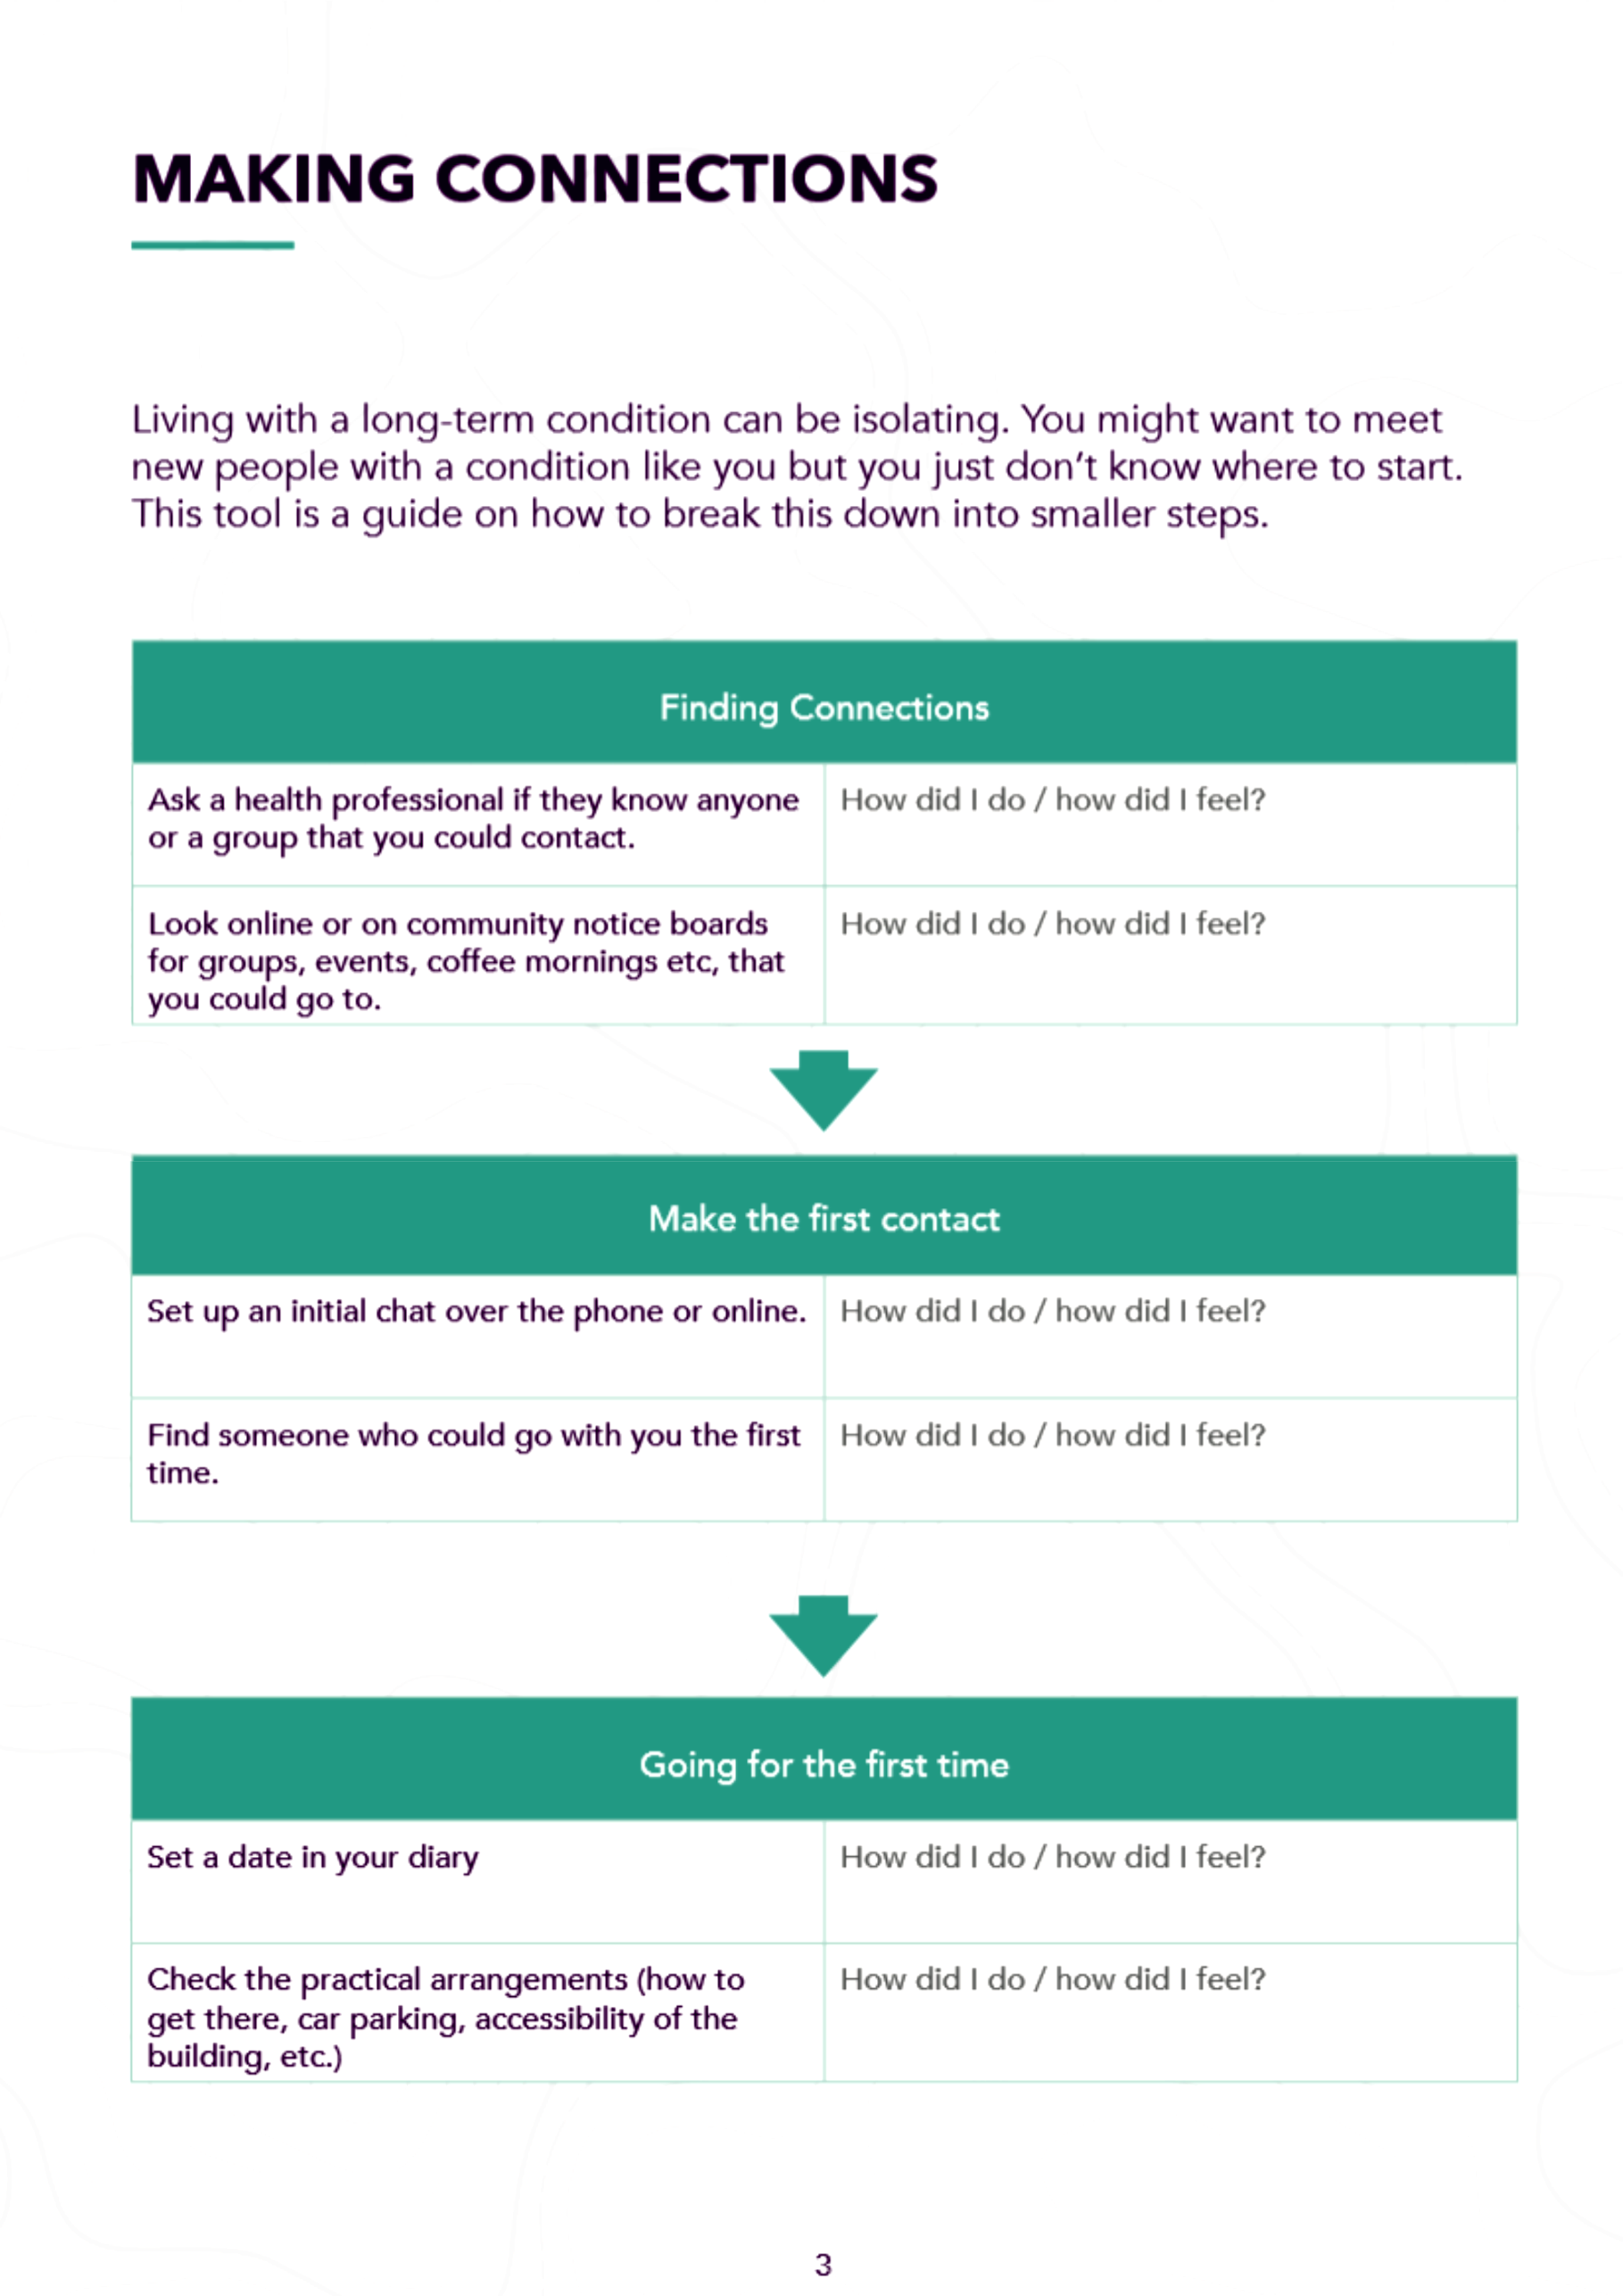 MAKING CONNECTIONS
Living with a long-term condition can be isolating. You might want to meet
new people with a condition like you but you just don’t know where to start.
This tool is a guide on how to break this down into smaller steps.
Finding Connections
Ask a health professional if they know anyone
or a group that you could contact.
How did I do / how did I feel?
Look online or on community notice boards
for groups, events, coffee mornings etc, that
you could go to.
How did I do / how did I feel?
Make the first contact
Set up an initial chat over the phone or online.
How did I do / how did I feel?
Find someone who could go with you the first
time.
How did I do / how did I feel?
Going for the first time
Set a date in your diary
How did I do / how did I feel?
Check the practical arrangements (how to
get there, car parking, accessibility of the
building, etc.)
How did I do / how did I feel?
3